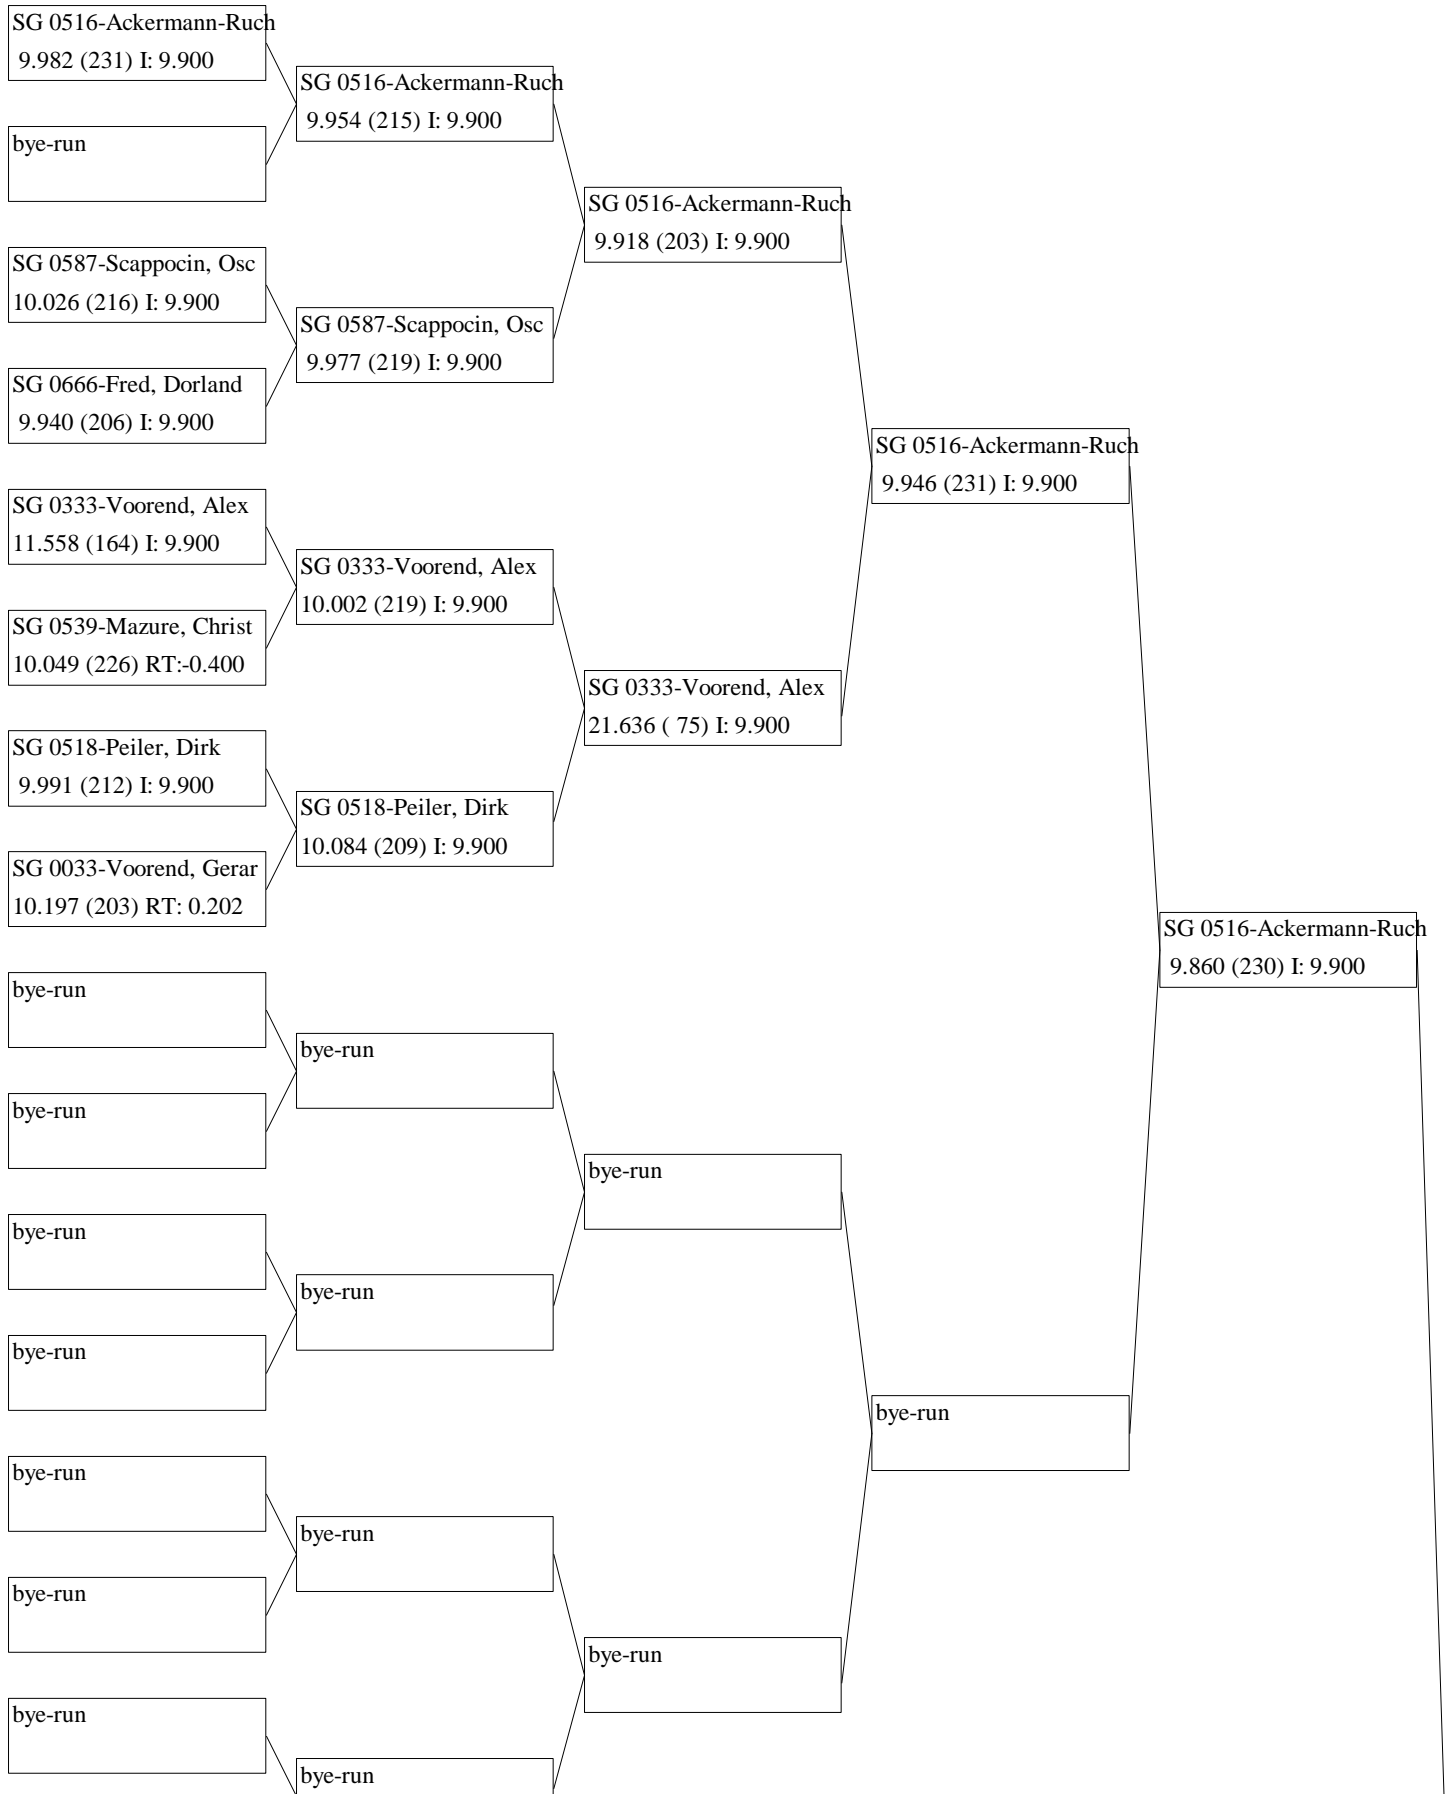 SG 0516-Ackermann-Ruch
9.982 (231) I: 9.900
bye-run
SG 0587-Scappocin, Osc
10.026 (216) I: 9.900
SG 0666-Fred, Dorland
9.940 (206) I: 9.900
SG 0333-Voorend, Alex
11.558 (164) I: 9.900
SG 0539-Mazure, Christ
10.049 (226) RT:-0.400
SG 0518-Peiler, Dirk
9.991 (212) I: 9.900
SG 0033-Voorend, Gerar
10.197 (203) RT: 0.202
bye-run
bye-run
bye-run
bye-run
bye-run
bye-run
bye-run
SG 0516-Ackermann-Ruch
9.954 (215) I: 9.900
SG 0587-Scappocin, Osc
9.977 (219) I: 9.900
SG 0333-Voorend, Alex
10.002 (219) I: 9.900
SG 0518-Peiler, Dirk
10.084 (209) I: 9.900
bye-run
bye-run
bye-run
bye-run
SG 0516-Ackermann-Ruch
9.918 (203) I: 9.900
SG 0333-Voorend, Alex
21.636 ( 75) I: 9.900
bye-run
bye-run
SG 0516-Ackermann-Ruch
9.946 (231) I: 9.900
bye-run
SG 0516-Ackermann-Ruch
9.860 (230) I: 9.900